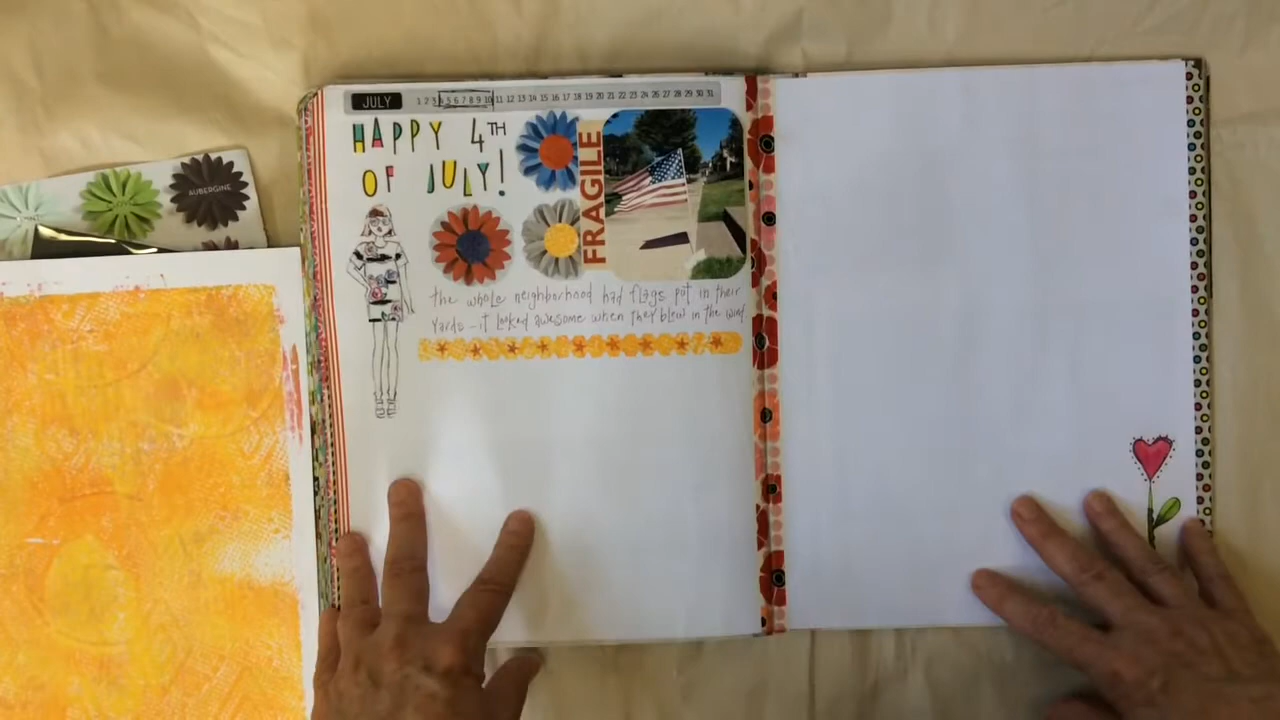 AUBERGINE
JULY 1 2 3 4 5 6 7 8 9 10 11 12 13 14 15 16 17 18 19 20 21 22 23 24 25 26 27 28 29 30 31
HAPPY 4TH
OF JULY!
FRAGILE
the whole neighborhood had flags put in their
yards - it looked awesome when they blew in the wind